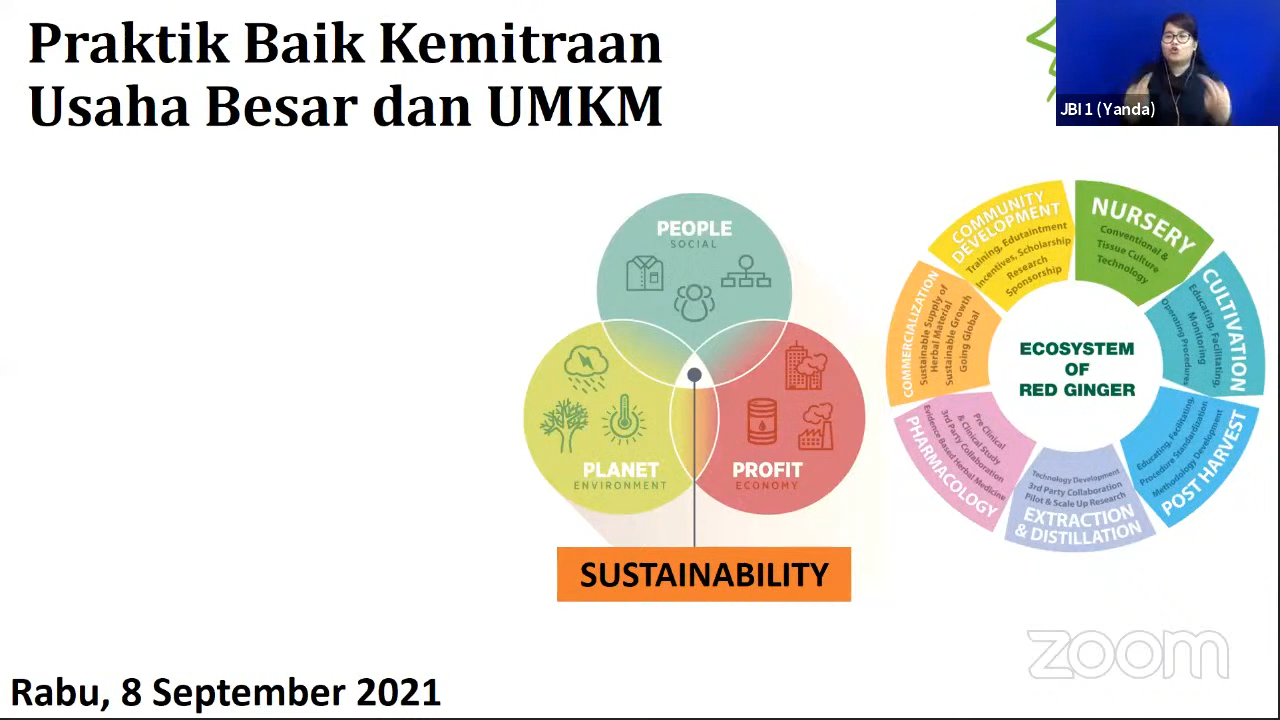 Praktik Baik Kemitraan
Usaha Besar dan UMKM
JBI 1 (Yanda)
PEOPLE
SOCIAL
PLANET
ENVIRONMENT
PROFIT
ECONOMY
SUSTAINABILITY
ECOSYSTEM
OF
RED GINGER
NURSERY
Conventional &
Tissue Culture
Technology
CULTIVATION
Educating, Facilitating,
Monitoring
Operating Procedures
POST HARVEST
Educating, Facilitating,
Procedure Standardization
Methodology Development
Technology Development
3rd Party Collaboration
Pilot & Scale Up Research
EXTRACTION
& DISTILLATION
PHARMACOLOGY
Pre Clinical
& Clinical Study
3rd Party Collaboration
Evidence Based Herbal Medicine
COMMERCIALIZATION
Sustainable Supply of
Herbal Material
Sustainable Growth
Going Global
COMMUNITY
DEVELOPMENT
Training, Edutaintment
Incentives, Scholarship
Research
Sponsorship
zoom
Rabu, 8 September 2021